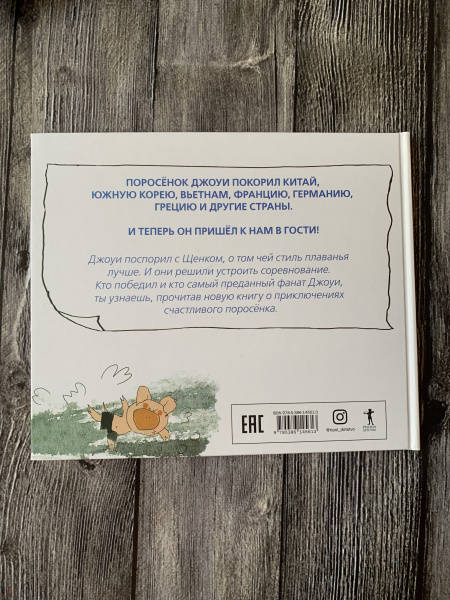 ПОРОСЁНОК ДЖОУИ ПОКОРИЛ КИТАЙ,
ЮЖНУЮ КОРЕЮ, ВЬЕТНАМ, ФРАНЦИЮ, ГЕРМАНИЮ,
ГРЕЦИЮ И ДРУГИЕ СТРАНЫ.
И ТЕПЕРЬ ОН ПРИШЁЛ К НАМ В ГОСТИ!
Джоуи поспорил с Щенком, о том чей стиль плаванья
лучше. И они решили устроить соревнование.
Кто победил и кто самый преданный фанат Джоуи,
ты узнаешь, прочитав новую книгу о приключениях
счастливого поросёнка.
EAC